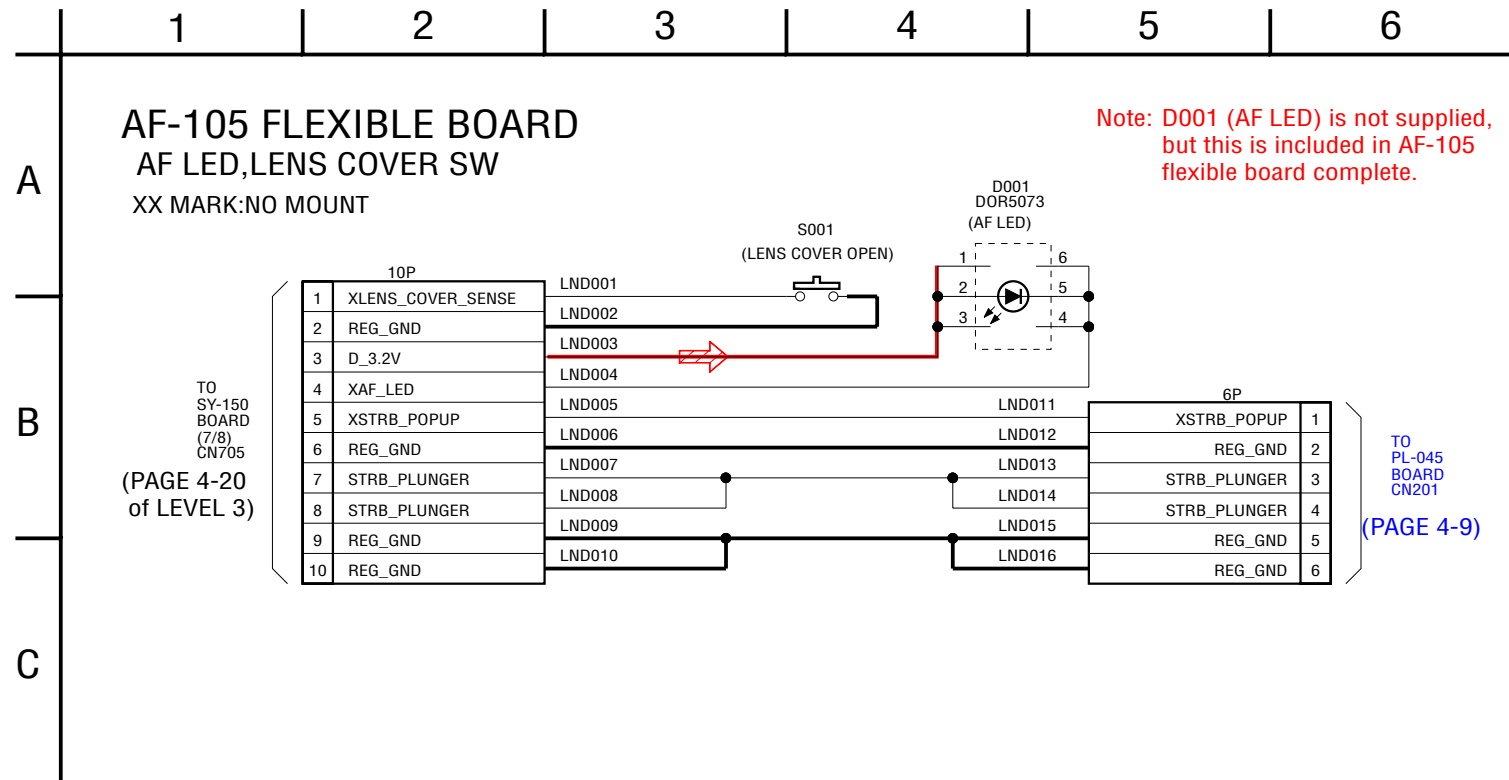 1 2 3 4 5 6
A
B
C
AF-105 FLEXIBLE BOARD
AF LED,LENS COVER SW
XX MARK:NO MOUNT
Note: D001 (AF LED) is not supplied,
but this is included in AF-105
flexible board complete.
D001
DOR5073
(AF LED)
1 6
2 5
3 4
S001
(LENS COVER OPEN)
TO
SY-150
BOARD
(7/8)
CN705
(PAGE 4-20
of LEVEL 3)
10P
1 XLENS_COVER_SENSE LND001
2 REG_GND LND002
3 D_3.2V LND003
4 XAF_LED LND004
5 XSTRB_POPUP LND005
6 REG_GND LND006
7 STRB_PLUNGER LND007
8 STRB_PLUNGER LND008
9 REG_GND LND009
10 REG_GND LND010
6P
LND011 XSTRB_POPUP 1
LND012 REG_GND 2
LND013 STRB_PLUNGER 3
LND014 STRB_PLUNGER 4
LND015 REG_GND 5
LND016 REG_GND 6
TO
PL-045
BOARD
CN201
(PAGE 4-9)